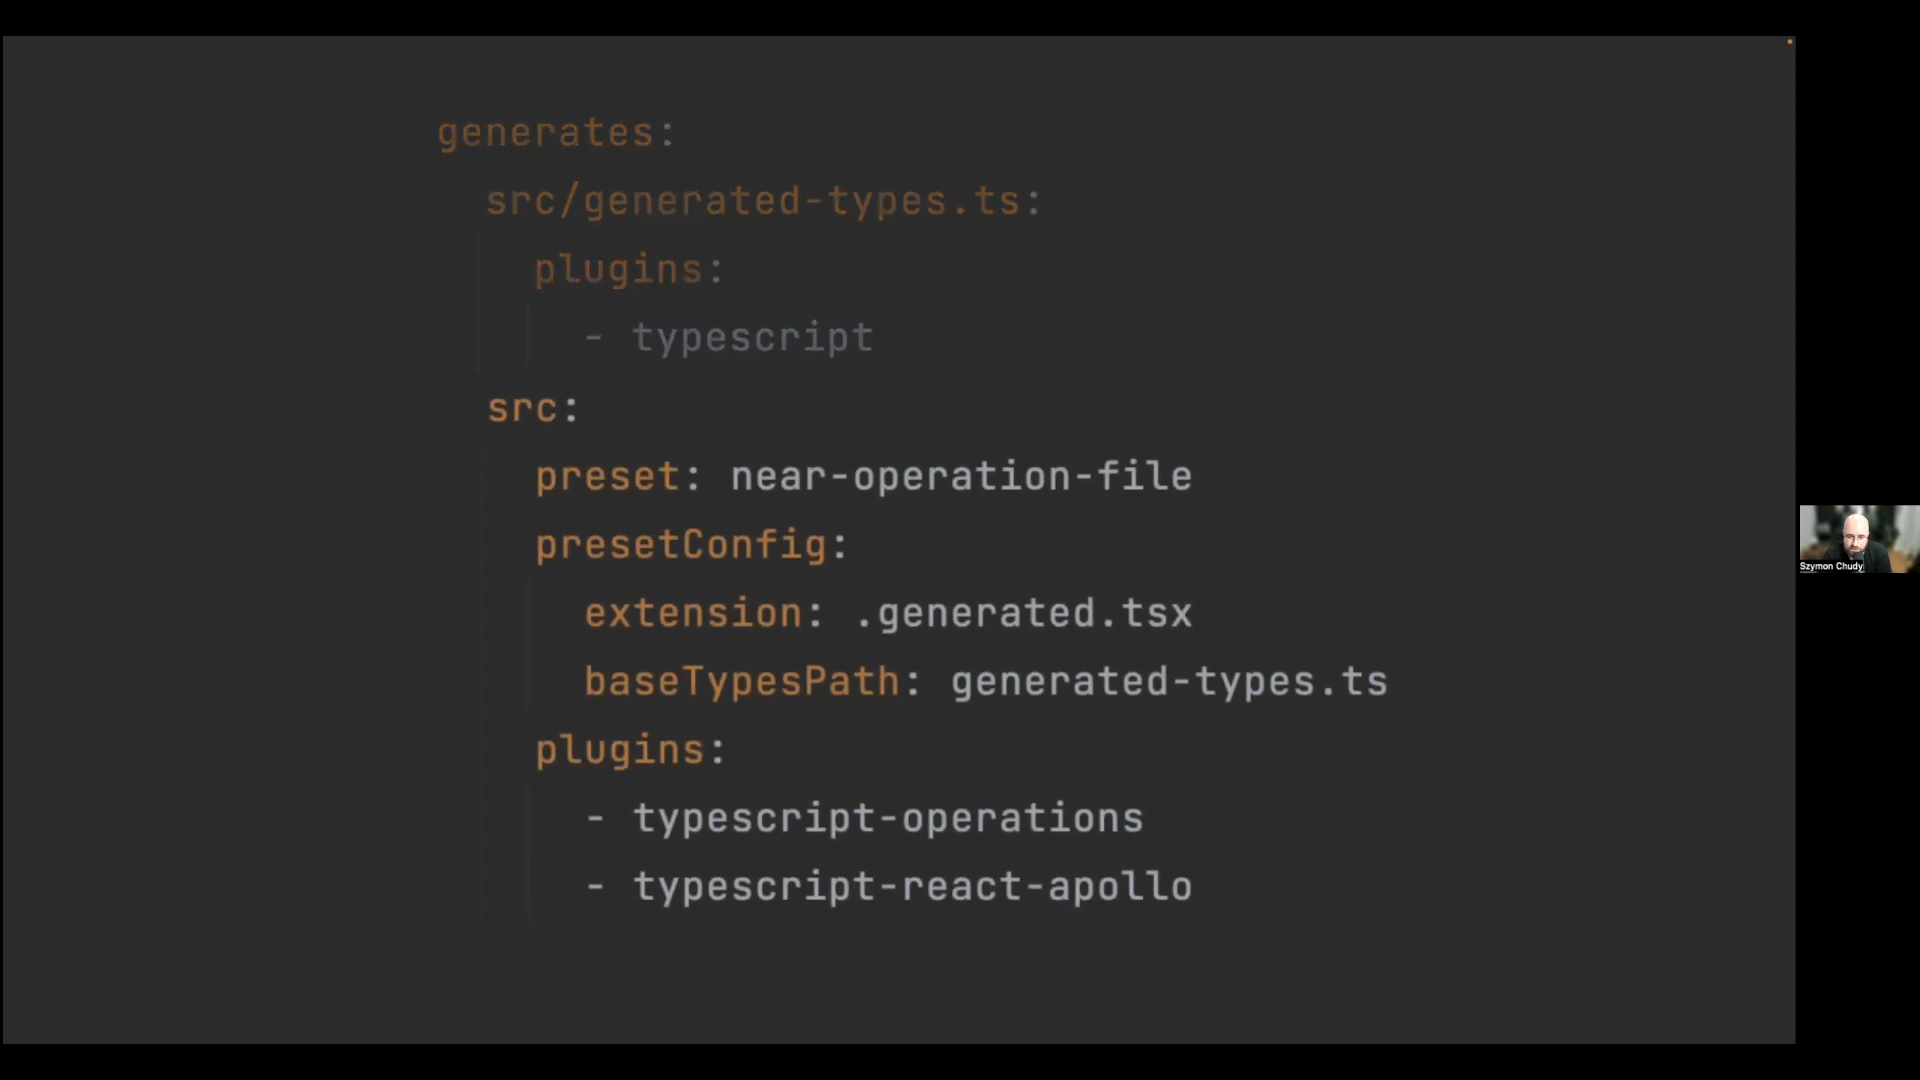 generates:
src/generated-types.ts:
plugins:
- typescript
src:
preset: near-operation-file
presetConfig:
extension: .generated.tsx
baseTypesPath: generated-types.ts
plugins:
- typescript-operations
- typescript-react-apollo
Szymon Chudy